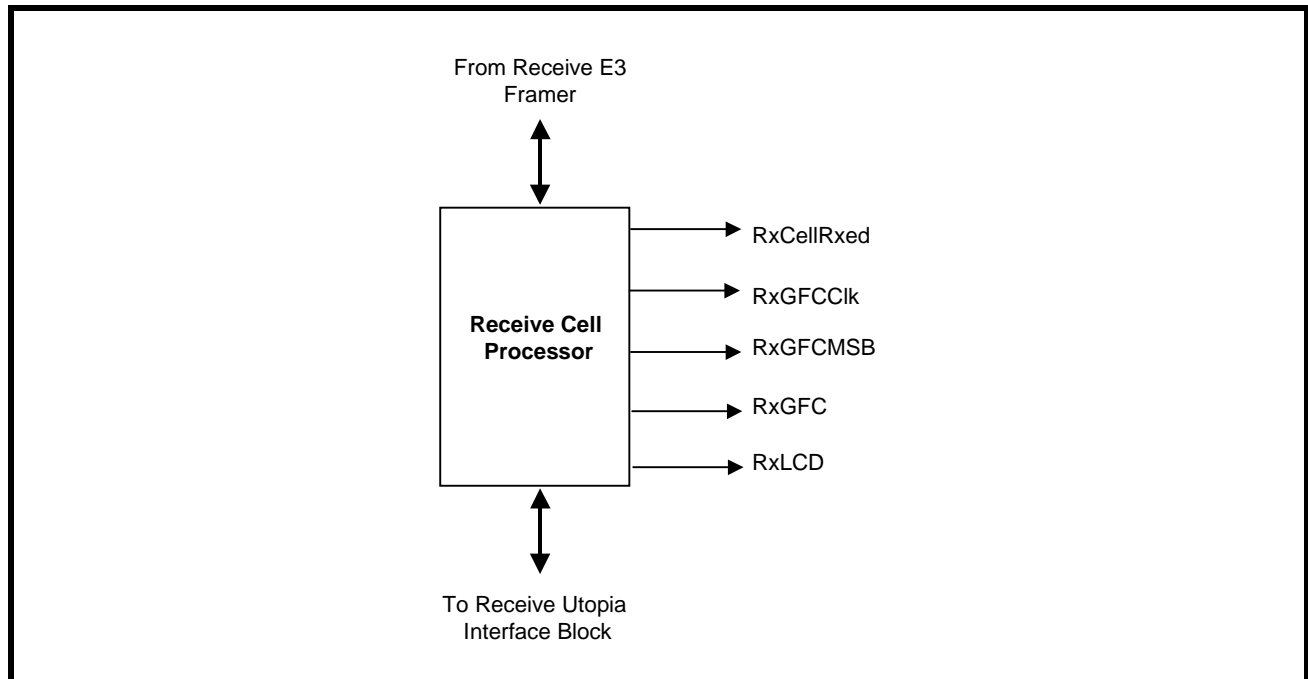 From Receive E3
Framer
Receive Cell
Processor
RxCellRxed
RxGFCClk
RxGFCMSB
RxGFC
RxLCD
To Receive Utopia
Interface Block